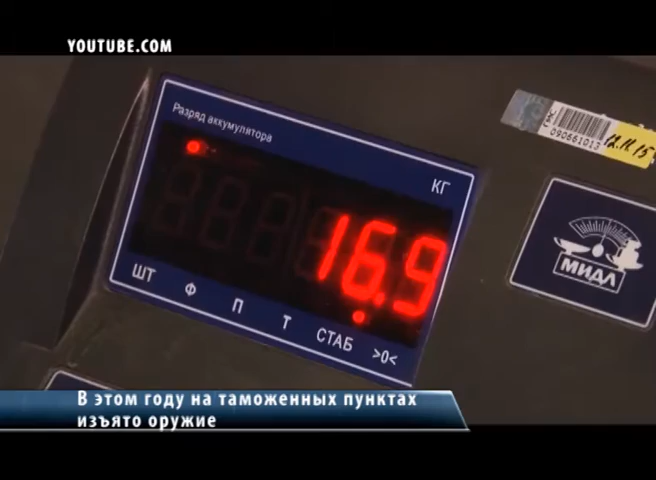 YOUTUBE.COM
Разряд аккумулятора
КГ
16.9
ШТ Ф П Т СТАБ >0<
090661013
12.11.15
МИДЛ
В этом году на таможенных пунктах
изъято оружие